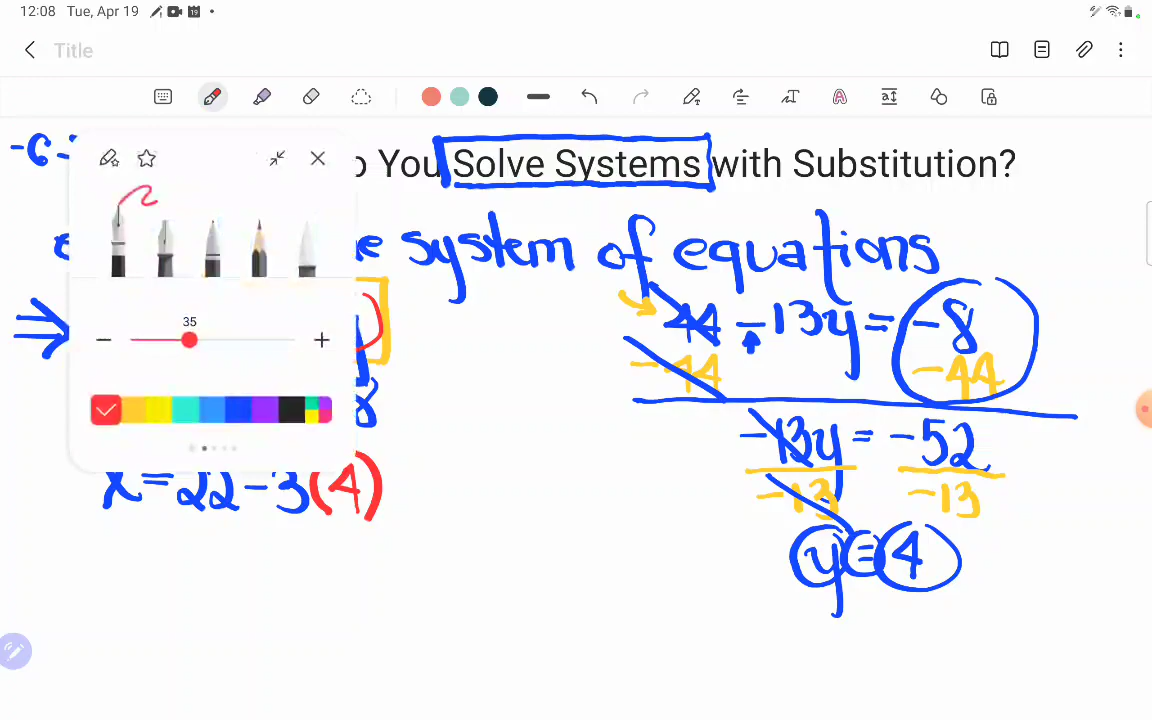 12:08 Tue, Apr 19
Title
-6-
You Solve Systems with Substitution?
system of equations
44 -13y = -8
-44 -44
35
-13y = -52
-13 -13
x = 22 - 3(4)
y = 4